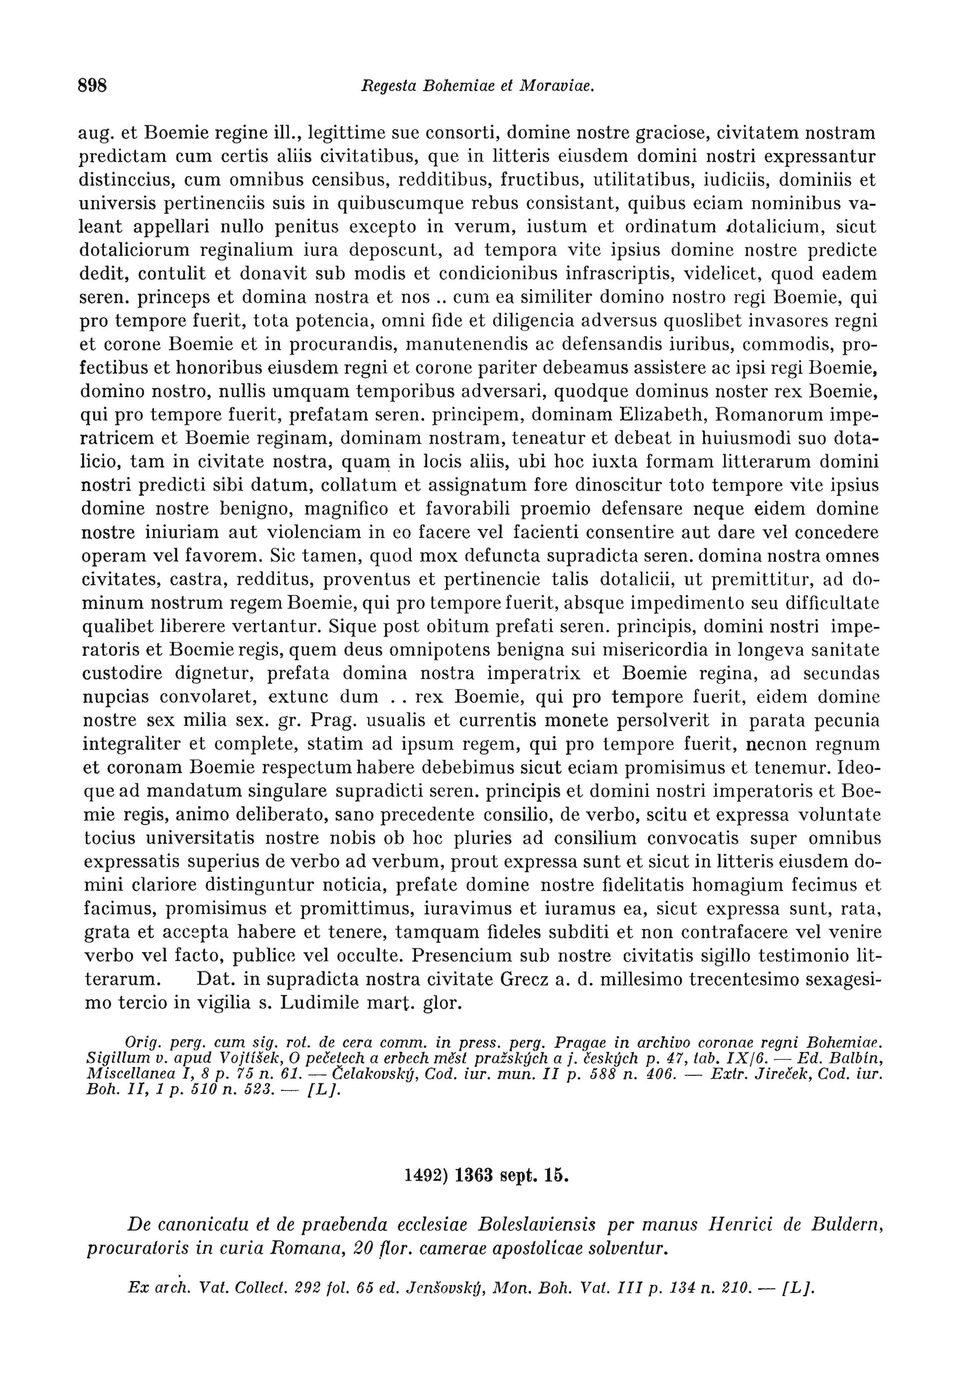 898 Regesta Bohemiae et Moraviae.
aug. et Boemie regine ill., legittime sue consorti, domine nostre graciose, civitatem nostram
predictam cum certis aliis civitatibus, que in litteris eiusdem domini nostri expressantur
distinccius, cum omnibus censibus, redditibus, fructibus, utilitatibus, iudiciis, dominiis et
universis pertinenciis suis in quibuscumque rebus consistant, quibus eciam nominibus va-
leant appellari nullo penitus excepto in verum, iustum et ordinatum dotalicium, sicut
dotaliciorum reginalium iura deposcunt, ad tempora vite ipsius domine nostre predicte
dedit, contulit et donavit sub modis et condicionibus infrascriptis, videlicet, quod eadem
seren. princeps et domina nostra et nos .. cum ea similiter domino nostro regi Boemie, qui
pro tempore fuerit, tota potencia, omni fide et diligencia adversus quoslibet invasores regni
et corone Boemie et in procurandis, manutenendis ac defensandis iuribus, commodis, pro-
fectibus et honoribus eiusdem regni et corone pariter debeamus assistere ac ipsi regi Boemie,
domino nostro, nullis umquam temporibus adversari, quodque dominus noster rex Boemie,
qui pro tempore fuerit, prefatam seren. principem, dominam Elizabeth, Romanorum impe-
ratricem et Boemie reginam, dominam nostram, teneatur et debeat in huiusmodi suo dota-
licio, tam in civitate nostra, quam in locis aliis, ubi hoc iuxta formam litterarum domini
nostri predicti sibi datum, collatum et assignatum fore dinoscitur toto tempore vite ipsius
domine nostre benigno, magnifico et favorabili proemio defensare neque eidem domine
nostre iniuriam aut violenciam in eo facere vel facienti consentire aut dare vel concedere
operam vel favorem. Sic tamen, quod mox defuncta supradicta seren. domina nostra omnes
civitates, castra, redditus, proventus et pertinencie talis dotalicii, ut premittitur, ad do-
minum nostrum regem Boemie, qui pro tempore fuerit, absque impedimento seu difficultate
qualibet liberere vertantur. Sique post obitum prefati seren. principis, domini nostri impe-
ratoris et Boemie regis, quem deus omnipotens benigna sui misericordia in longeva sanitate
custodire dignetur, prefata domina nostra imperatrix et Boemie regina, ad secundas
nupcias convolaret, extunc dum . . rex Boemie, qui pro tempore fuerit, eidem domine
nostre sex milia sex. gr. Prag. usualis et currentis monete persolverit in parata pecunia
integraliter et complete, statim ad ipsum regem, qui pro tempore fuerit, necnon regnum
et coronam Boemie respectum habere debebimus sicut eciam promisimus et tenemur. Ideo-
que ad mandatum singulare supradicti seren. principis et domini nostri imperatoris et Boe-
mie regis, animo deliberato, sano precedente consilio, de verbo, scitu et expressa voluntate
tocius universitatis nostre nobis ob hoc pluries ad consilium convocatis super omnibus
expressatis superius de verbo ad verbum, prout expressa sunt et sicut in litteris eiusdem do-
mini clariore distinguntur noticia, prefate domine nostre fidelitatis homagium fecimus et
facimus, promisimus et promittimus, iuravimus et iuramus ea, sicut expressa sunt, rata,
grata et accepta habere et tenere, tamquam fideles subditi et non contrafacere vel venire
verbo vel facto, publice vel occulte. Presencium sub nostre civitatis sigillo testimonio lit-
terarum. Dat. in supradicta nostra civitate Grecz a. d. millesimo trecentesimo sexagesi-
mo tercio in vigilia s. Ludimile mart. glor.
Orig. perg. cum sig. rot. de cera comm. in press. perg. Pragae in archivo coronae regni Bohemiae.
Sigillum v. apud Vojtíšek, O pečetech a erbech měst pražských a j. českých p. 47, tab. IX/6. — Ed. Balbín,
Miscellanea I, 8 p. 75 n. 61. — Čelakovský, Cod. iur. mun. II p. 588 n. 406. — Extr. Jireček, Cod. iur.
Boh. II, 1 p. 510 n. 523. — [L].
1492) 1363 sept. 15.
De canonicatu et de praebenda ecclesiae Boleslaviensis per manus Henrici de Buldern,
procuratoris in curia Romana, 20 flor. camerae apostolicae solventur.
Ex arch. Vat. Collect. 292 fol. 65 ed. Jenšovský, Mon. Boh. Vat. III p. 134 n. 210. — [L].